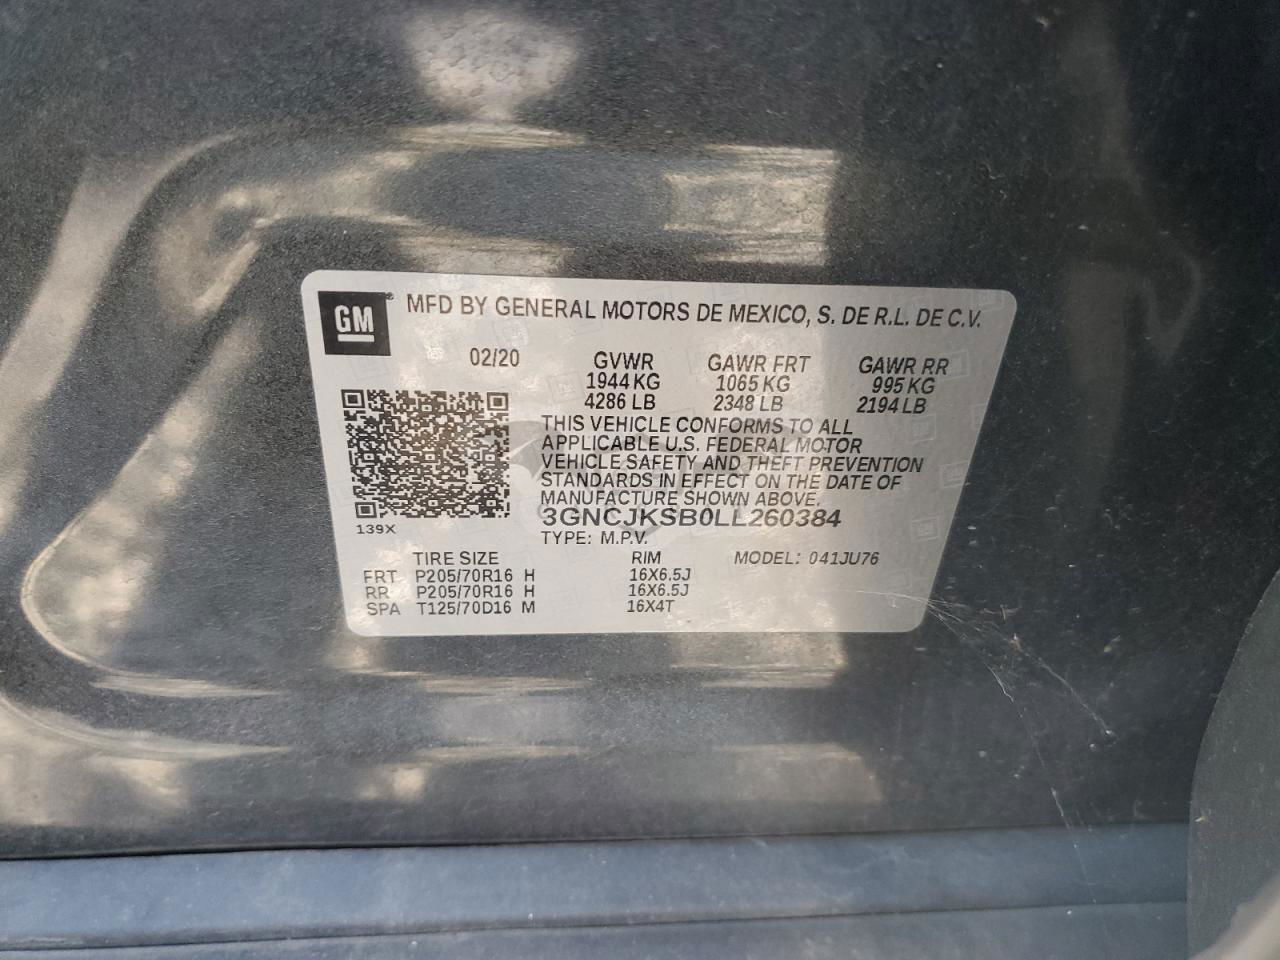 GM
MFD BY GENERAL MOTORS DE MEXICO, S. DE R.L. DE C.V.
02/20 GVWR GAWR FRT GAWR RR
1944 KG 1065 KG 995 KG
4286 LB 2348 LB 2194 LB
THIS VEHICLE CONFORMS TO ALL
APPLICABLE U.S. FEDERAL MOTOR
VEHICLE SAFETY AND THEFT PREVENTION
STANDARDS IN EFFECT ON THE DATE OF
MANUFACTURE SHOWN ABOVE.
3GNCJKSB0LL260384
139X
TYPE: M.P.V.
TIRE SIZE RIM MODEL: 041JU76
FRT P205/70R16 H 16X6.5J
RR P205/70R16 H 16X6.5J
SPA T125/70D16 M 16X4T